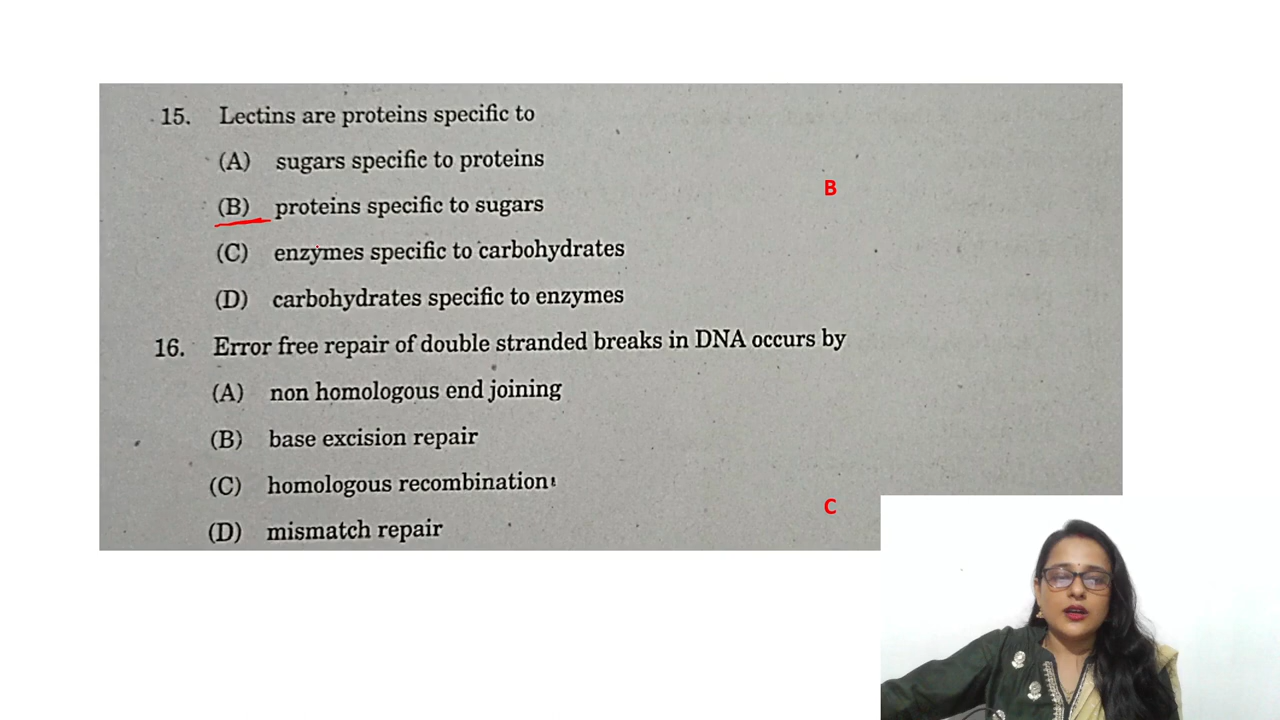 15. Lectins are proteins specific to
(A) sugars specific to proteins
(B) proteins specific to sugars
B
(C) enzymes specific to carbohydrates
(D) carbohydrates specific to enzymes
16. Error free repair of double stranded breaks in DNA occurs by
(A) non homologous end joining
(B) base excision repair
(C) homologous recombination
(D) mismatch repair
C